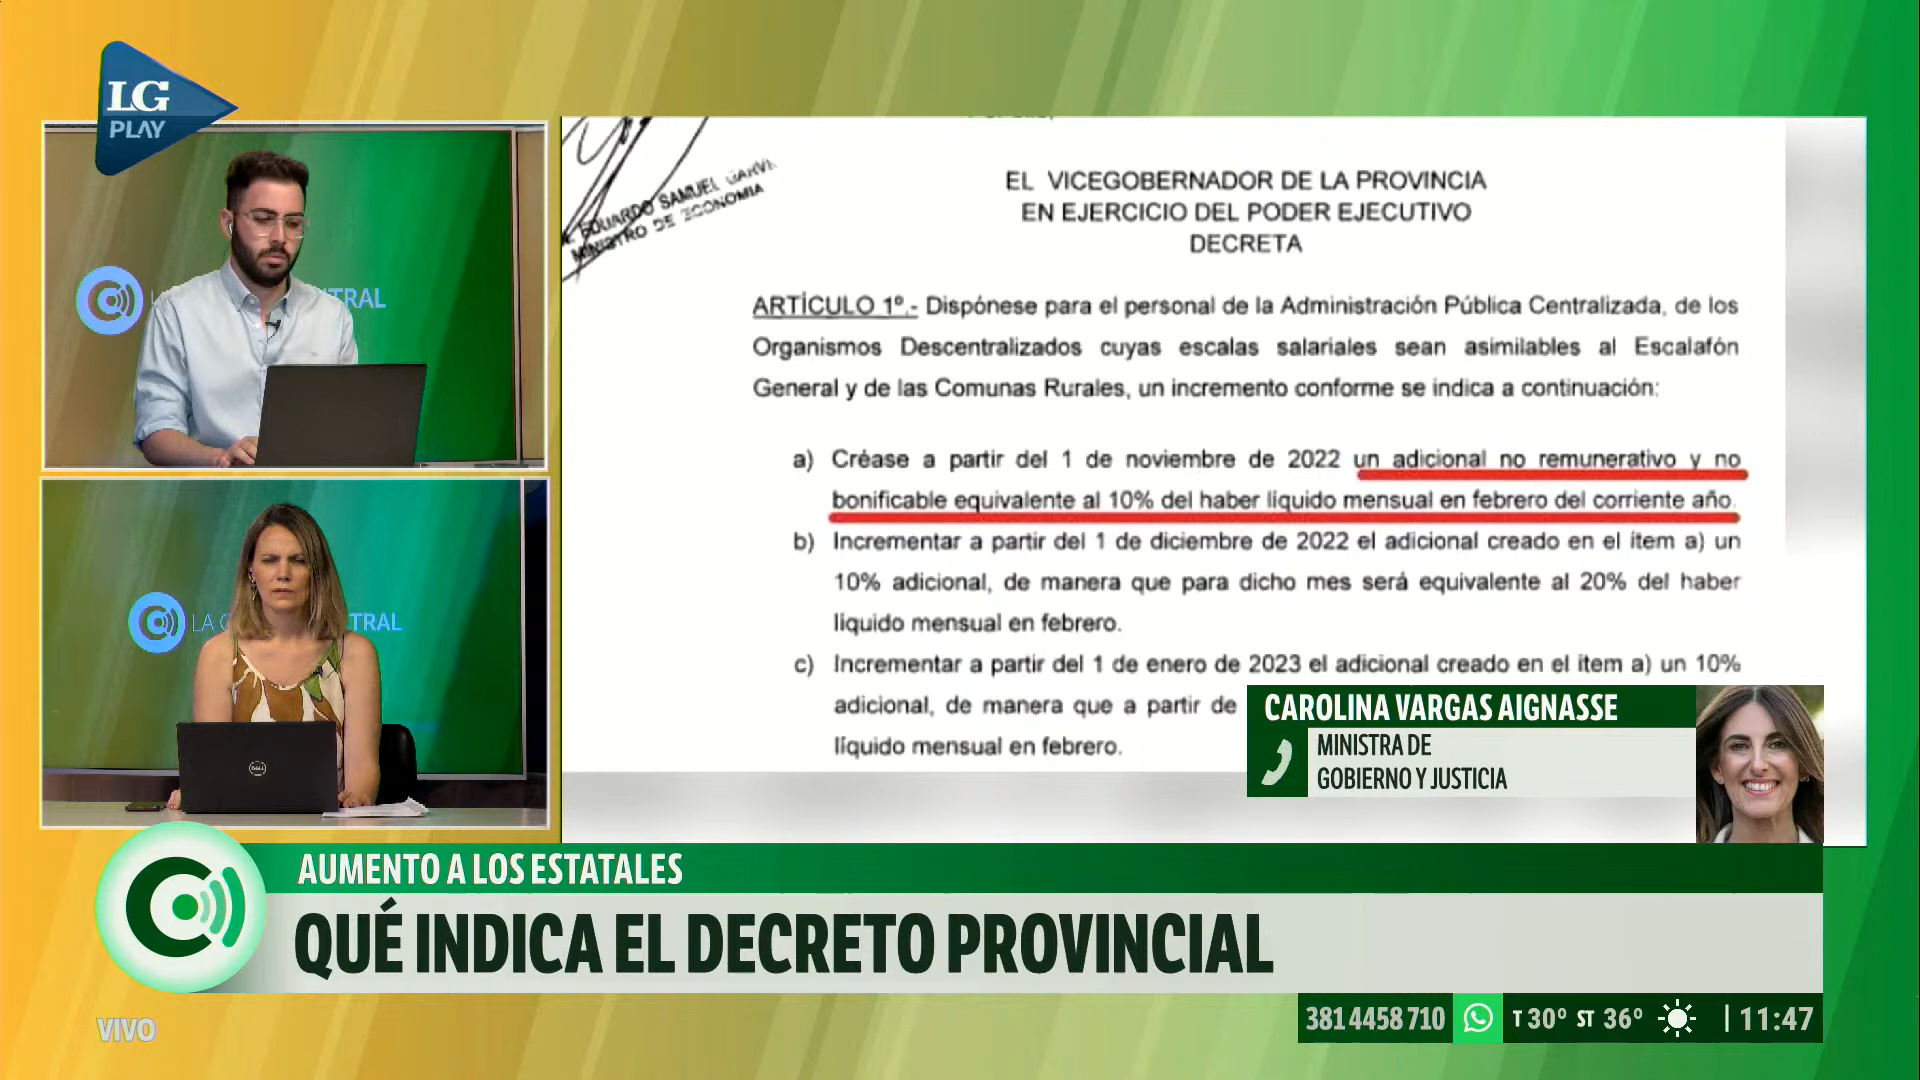 LG
PLAY
EDUARDO SAMUEL
MINISTRO DE ECONOMIA
EL VICEGOBERNADOR DE LA PROVINCIA
EN EJERCICIO DEL PODER EJECUTIVO
DECRETA
ARTÍCULO 1º.- Dispónese para el personal de la Administración Pública Centralizada, de los
Organismos Descentralizados cuyas escalas salariales sean asimilables al Escalafón
General y de las Comunas Rurales, un incremento conforme se indica a continuación:
a) Créase a partir del 1 de noviembre de 2022 un adicional no remunerativo y no
bonificable equivalente al 10% del haber líquido mensual en febrero del corriente año.
b) Incrementar a partir del 1 de diciembre de 2022 el adicional creado en el ítem a) un
10% adicional, de manera que para dicho mes será equivalente al 20% del haber
líquido mensual en febrero.
c) Incrementar a partir del 1 de enero de 2023 el adicional creado en el ítem a) un 10%
adicional, de manera que a partir de
líquido mensual en febrero.
CAROLINA VARGAS AIGNASSE
MINISTRA DE
GOBIERNO Y JUSTICIA
DELL
AUMENTO A LOS ESTATALES
QUÉ INDICA EL DECRETO PROVINCIAL
VIVO
381 4458 710 T 30º ST 36º | 11:47